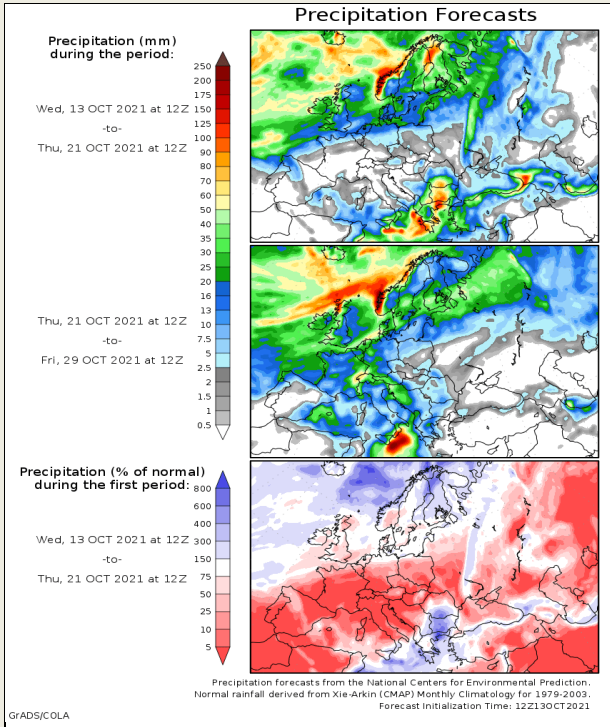 Precipitation Forecasts
Precipitation (mm)
during the period:
Wed, 13 OCT 2021 at 12Z
-to-
Thu, 21 OCT 2021 at 12Z
250
200
175
150
125
100
90
80
70
60
50
40
35
30
25
20
16
13
10
7.5
5
2.5
2
1.5
1
0.5
Thu, 21 OCT 2021 at 12Z
-to-
Fri, 29 OCT 2021 at 12Z
Precipitation (% of normal)
during the first period:
Wed, 13 OCT 2021 at 12Z
-to-
Thu, 21 OCT 2021 at 12Z
800
600
400
300
150
75
50
25
10
5
Precipitation forecasts from the National Centers for Environmental Prediction.
Normal rainfall derived from Xie-Arkin (CMAP) Monthly Climatology for 1979-2003.
Forecast Initialization Time: 12Z13OCT2021
GrADS/COLA